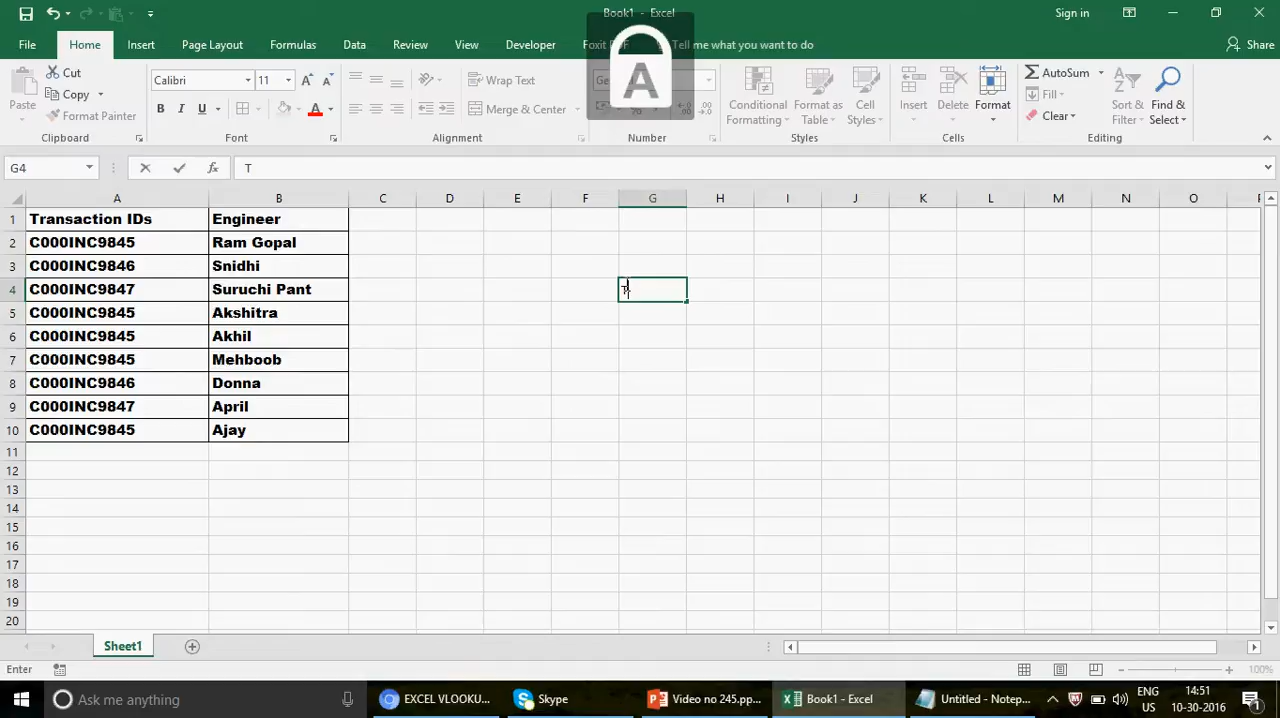 Book1 - Excel
Sign in
File Home Insert Page Layout Formulas Data Review View Developer Foxit PDF Tell me what you want to do
Share
Paste
Cut
Copy
Format Painter
Calibri 11
B I U
Wrap Text
Merge & Center
Conditional Formatting
Format as Table
Cell Styles
Insert
Delete
Format
AutoSum
Fill
Clear
Sort & Filter
Find & Select
Clipboard Font Alignment Number Styles Cells Editing
A
G4 fx T
A B C D E F G H I J K L M N O
1 Transaction IDs Engineer
2 C000INC9845 Ram Gopal
3 C000INC9846 Snidhi
4 C000INC9847 Suruchi Pant T
5 C000INC9845 Akshitra
6 C000INC9845 Akhil
7 C000INC9845 Mehboob
8 C000INC9846 Donna
9 C000INC9847 April
10 C000INC9845 Ajay
11
12
13
14
15
16
17
18
19
20
Sheet1
Enter 100%
Ask me anything
EXCEL VLOOKU...
Skype
Video no 245.pp...
Book1 - Excel
Untitled - Notep...
ENG
US
14:51
10-30-2016
1